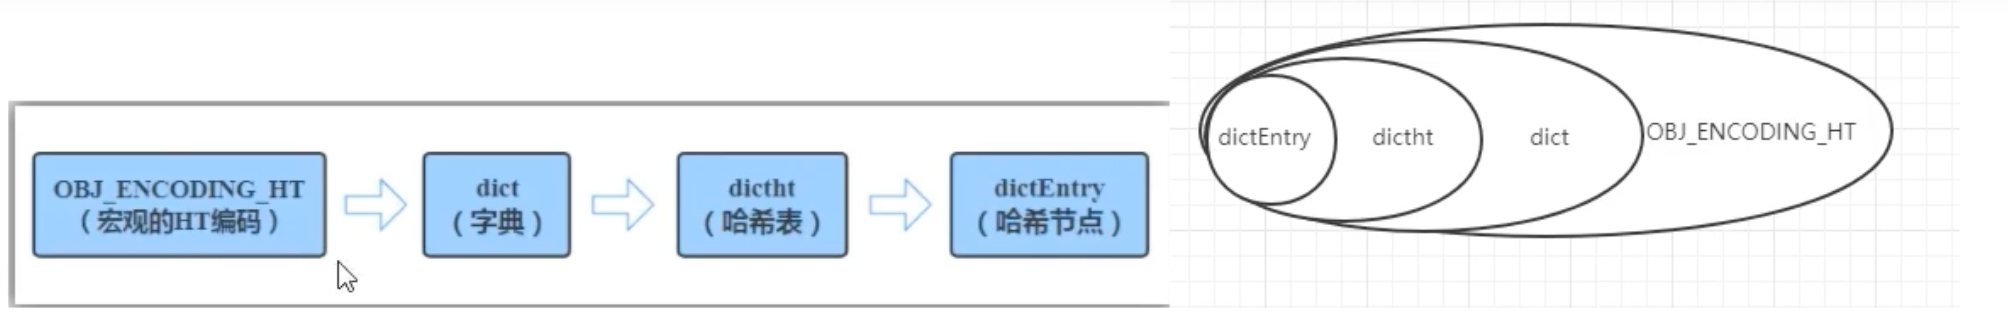 OBJ_ENCODING_HT
（宏观的HT编码）
dict
（字典）
dictht
（哈希表）
dictEntry
（哈希节点）
dictEntry
dictht
dict
OBJ_ENCODING_HT